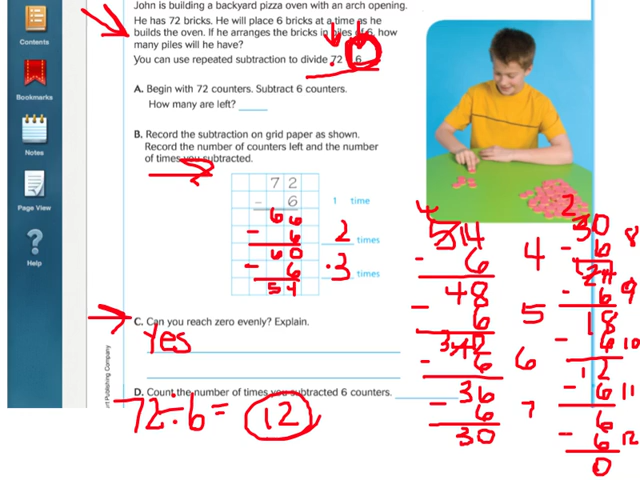 John is building a backyard pizza oven with an arch opening.
He has 72 bricks. He will place 6 bricks at a time as he
builds the oven. If he arranges the bricks in piles of 6, how
many piles will he have?
You can use repeated subtraction to divide 72 6
A. Begin with 72 counters. Subtract 6 counters.
How many are left?
B. Record the subtraction on grid paper as shown.
Record the number of counters left and the number
of times you subtracted.
72
- 6 1 time
66
- 6 2 times
60
- 6 3 times
54
C. Can you reach zero evenly? Explain.
Yes
D. Count the number of times you subtracted 6 counters.
72÷6= 12
Contents
Bookmarks
Notes
Page View
Help
rt Publishing Company
4
514
- 6 4
48
- 6 5
- 6 6
36
- 6 7
30
2
30 8
- 6
- 6 9
18
- 6 10
12
- 6 11
6
- 6 12
0